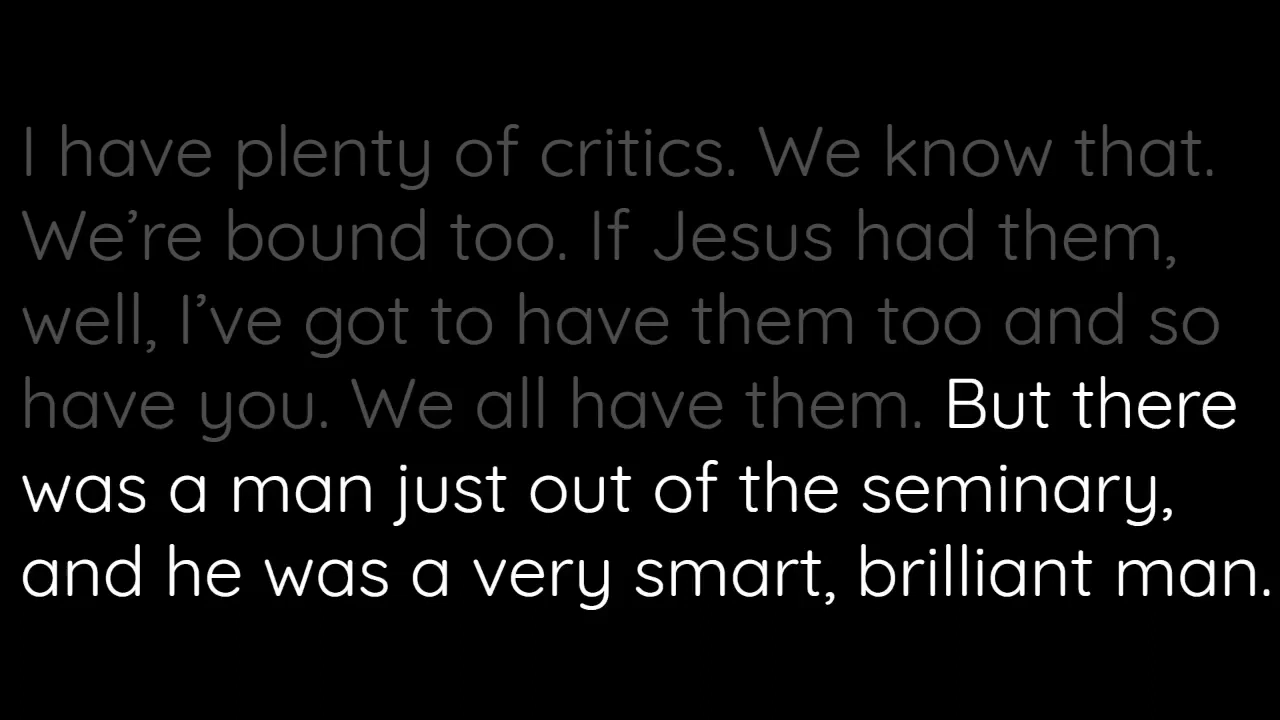 I have plenty of critics. We know that.
We’re bound too. If Jesus had them,
well, I’ve got to have them too and so
have you. We all have them. But there
was a man just out of the seminary,
and he was a very smart, brilliant man.